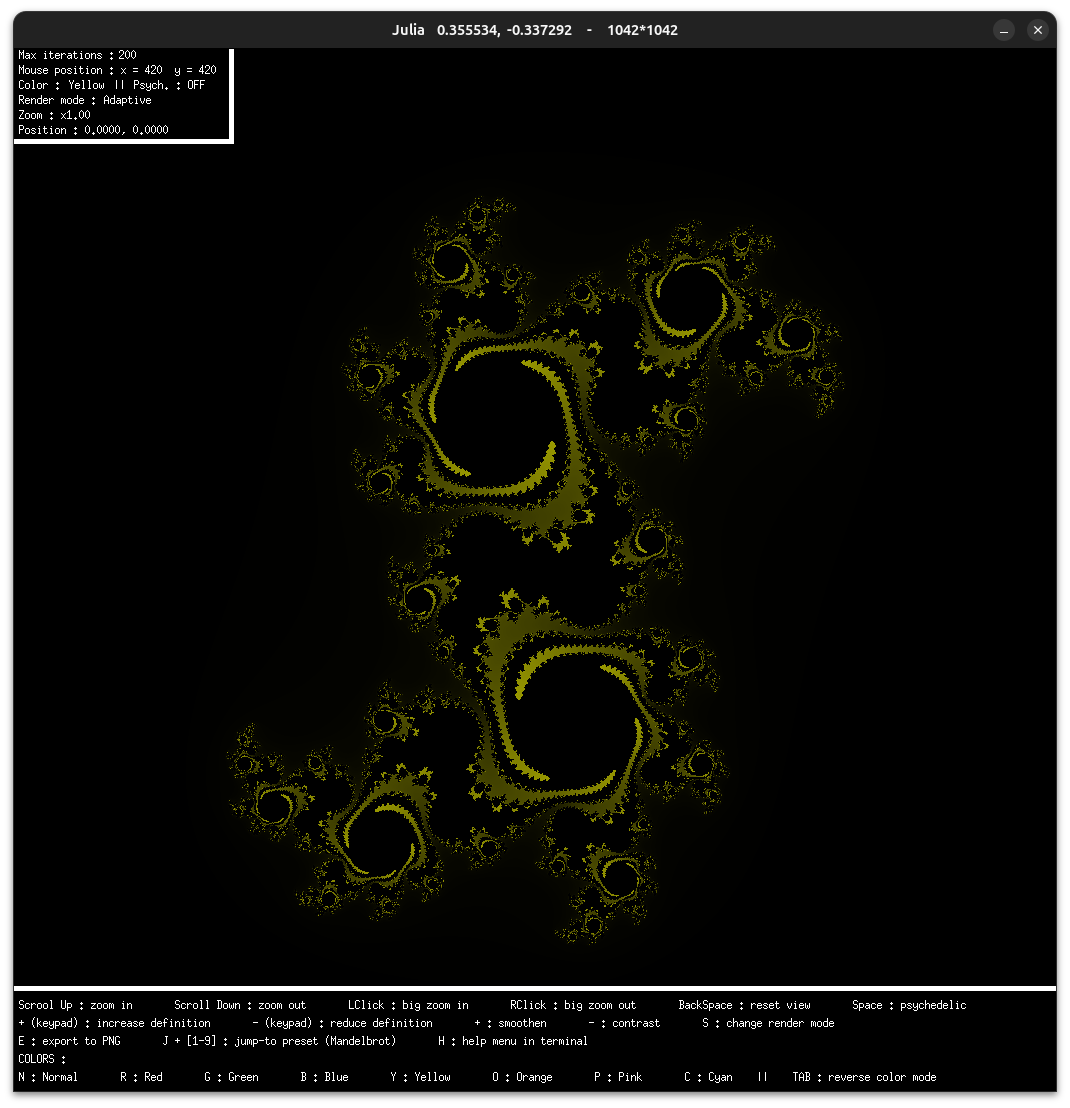 Julia 0.355534, -0.337292 - 1042*1042
Max iterations : 200
Mouse position : x = 420 y = 420
Color : Yellow || Psych. : OFF
Render mode : Adaptive
Zoom : x1.00
Position : 0.0000, 0.0000
Scrool Up : zoom in Scroll Down : zoom out LClick : big zoom in RClick : big zoom out BackSpace : reset view Space : psychedelic
+ (keypad) : increase definition - (keypad) : reduce definition + : smoothen - : contrast S : change render mode
E : export to PNG J + [1-9] : jump-to preset (Mandelbrot) H : help menu in terminal
COLORS :
N : Normal R : Red G : Green B : Blue Y : Yellow O : Orange P : Pink C : Cyan || TAB : reverse color mode